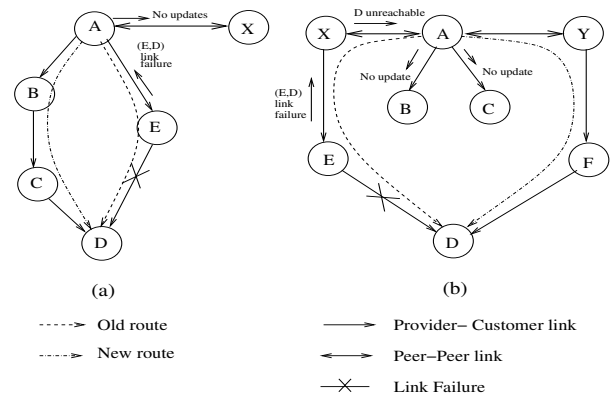 A
No updates
X
(E,D)
link
failure
B
E
C
D
(a)
D unreachable
X
A
Y
No update
No update
(E,D)
link
failure
B
C
E
F
D
(b)
Old route
New route
Provider− Customer link
Peer−Peer link
Link Failure